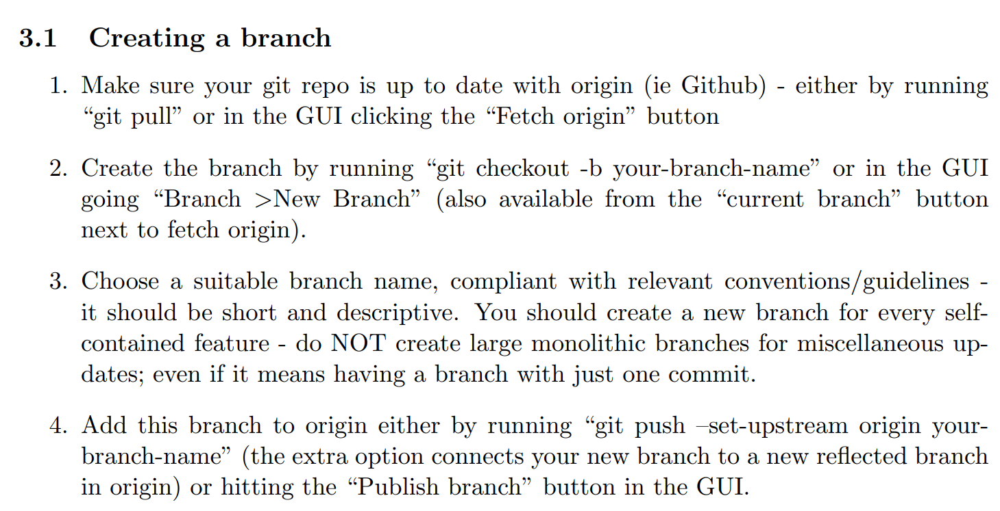 3.1 Creating a branch
1. Make sure your git repo is up to date with origin (ie Github) - either by running
“git pull” or in the GUI clicking the “Fetch origin” button
2. Create the branch by running “git checkout -b your-branch-name” or in the GUI
going “Branch >New Branch” (also available from the “current branch” button
next to fetch origin).
3. Choose a suitable branch name, compliant with relevant conventions/guidelines -
it should be short and descriptive. You should create a new branch for every self-
contained feature - do NOT create large monolithic branches for miscellaneous up-
dates; even if it means having a branch with just one commit.
4. Add this branch to origin either by running “git push –set-upstream origin your-
branch-name” (the extra option connects your new branch to a new reflected branch
in origin) or hitting the “Publish branch” button in the GUI.